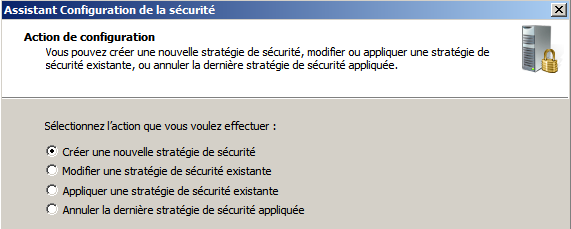 Assistant Configuration de la sécurité
Action de configuration
Vous pouvez créer une nouvelle stratégie de sécurité, modifier ou appliquer une stratégie de
sécurité existante, ou annuler la dernière stratégie de sécurité appliquée.
Sélectionnez l'action que vous voulez effectuer :
Créer une nouvelle stratégie de sécurité
Modifier une stratégie de sécurité existante
Appliquer une stratégie de sécurité existante
Annuler la dernière stratégie de sécurité appliquée